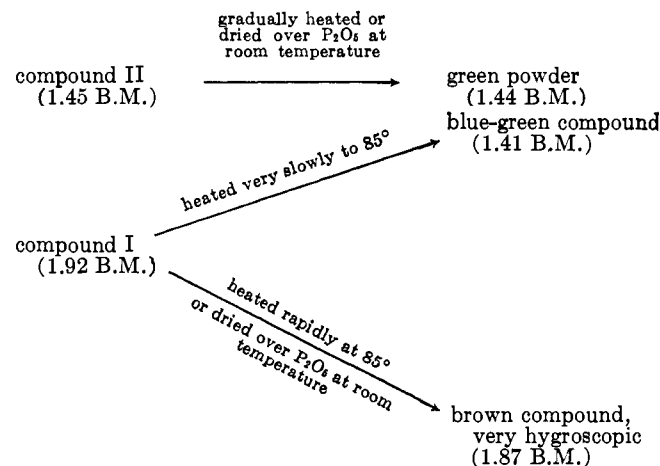 gradually heated or
dried over P₂O₅ at
room temperature
compound II
(1.45 B.M.)
green powder
(1.44 B.M.)
blue-green compound
(1.41 B.M.)
heated very slowly to 85°
compound I
(1.92 B.M.)
heated rapidly at 85°
or dried over P₂O₅ at room
temperature
brown compound,
very hygroscopic
(1.87 B.M.)